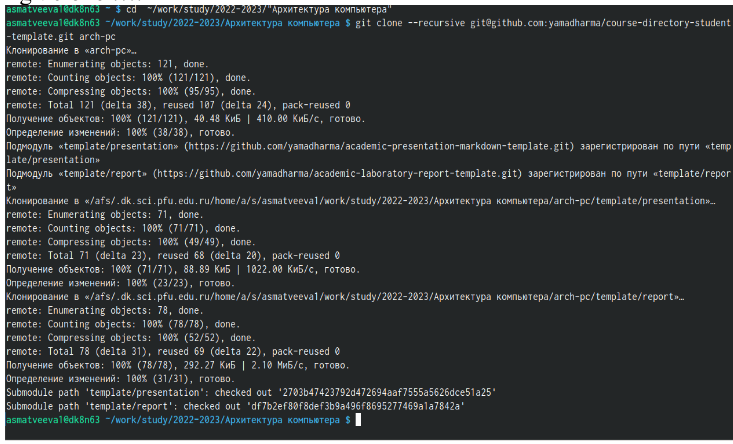 asmatveeva1@dk8n63 ~ $ cd ~/work/study/2022-2023/"Архитектура компьютера"
asmatveeva1@dk8n63 ~/work/study/2022-2023/Архитектура компьютера $ git clone --recursive git@github.com:yamadharma/course-directory-student
-template.git arch-pc
Клонирование в «arch-pc»…
remote: Enumerating objects: 121, done.
remote: Counting objects: 100% (121/121), done.
remote: Compressing objects: 100% (95/95), done.
remote: Total 121 (delta 38), reused 107 (delta 24), pack-reused 0
Получение объектов: 100% (121/121), 40.48 КиБ | 410.00 КиБ/с, готово.
Определение изменений: 100% (38/38), готово.
Подмодуль «template/presentation» (https://github.com/yamadharma/academic-presentation-markdown-template.git) зарегистрирован по пути «temp
late/presentation»
Подмодуль «template/report» (https://github.com/yamadharma/academic-laboratory-report-template.git) зарегистрирован по пути «template/repor
t»
Клонирование в «/afs/.dk.sci.pfu.edu.ru/home/a/s/asmatveeva1/work/study/2022-2023/Архитектура компьютера/arch-pc/template/presentation»…
remote: Enumerating objects: 71, done.
remote: Counting objects: 100% (71/71), done.
remote: Compressing objects: 100% (49/49), done.
remote: Total 71 (delta 23), reused 68 (delta 20), pack-reused 0
Получение объектов: 100% (71/71), 88.89 КиБ | 1022.00 КиБ/с, готово.
Определение изменений: 100% (23/23), готово.
Клонирование в «/afs/.dk.sci.pfu.edu.ru/home/a/s/asmatveeva1/work/study/2022-2023/Архитектура компьютера/arch-pc/template/report»…
remote: Enumerating objects: 78, done.
remote: Counting objects: 100% (78/78), done.
remote: Compressing objects: 100% (52/52), done.
remote: Total 78 (delta 31), reused 69 (delta 22), pack-reused 0
Получение объектов: 100% (78/78), 292.27 КиБ | 2.10 МиБ/с, готово.
Определение изменений: 100% (31/31), готово.
Submodule path 'template/presentation': checked out '2703b47423792d472694aaf7555a5626dce51a25'
Submodule path 'template/report': checked out 'df7b2ef80f8def3b9a496f8695277469a1a7842a'
asmatveeva1@dk8n63 ~/work/study/2022-2023/Архитектура компьютера $